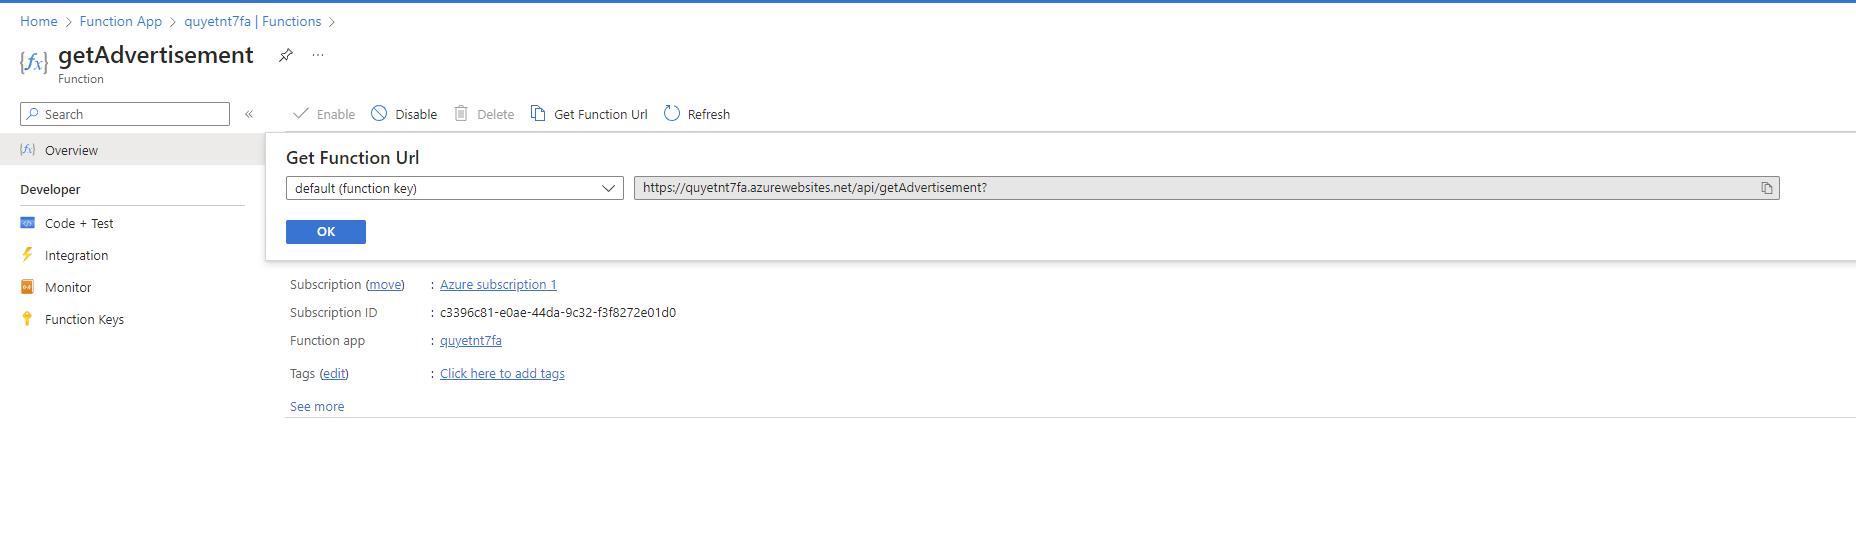 Home > Function App > quyetnt7fa | Functions >
getAdvertisement ...
Function
Search «
Enable Disable Delete Get Function Url Refresh
Overview
Developer
Code + Test
Integration
Monitor
Function Keys
Get Function Url
default (function key) https://quyetnt7fa.azurewebsites.net/api/getAdvertisement?
OK
Subscription (move) : Azure subscription 1
Subscription ID : c3396c81-e0ae-44da-9c32-f3f8272e01d0
Function app : quyetnt7fa
Tags (edit) : Click here to add tags
See more